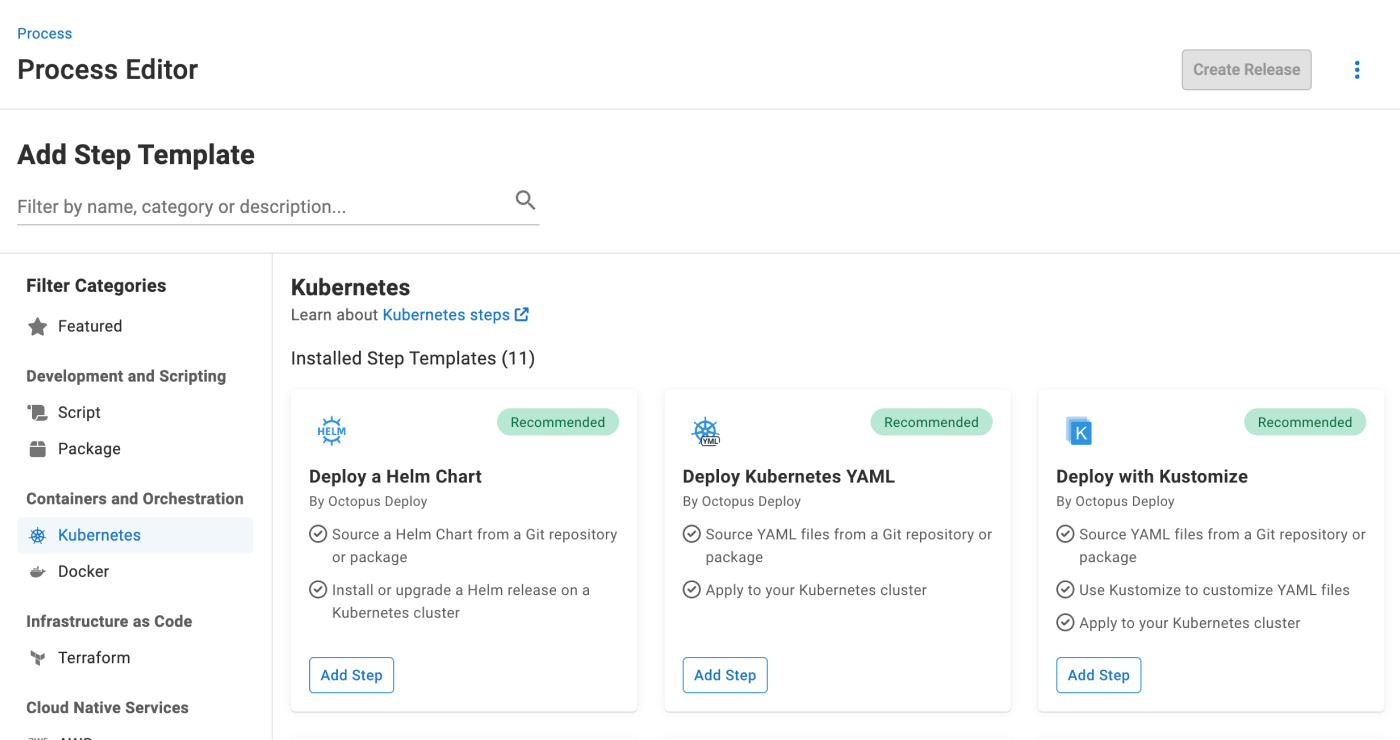 Process
Process Editor
Create Release
Add Step Template
Filter by name, category or description...
Filter Categories
Featured
Development and Scripting
Script
Package
Containers and Orchestration
Kubernetes
Docker
Infrastructure as Code
Terraform
Cloud Native Services
Kubernetes
Learn about Kubernetes steps
Installed Step Templates (11)
HELM
Recommended
Deploy a Helm Chart
By Octopus Deploy
Source a Helm Chart from a Git repository
or package
Install or upgrade a Helm release on a
Kubernetes cluster
Add Step
YML
Recommended
Deploy Kubernetes YAML
By Octopus Deploy
Source YAML files from a Git repository or
package
Apply to your Kubernetes cluster
Add Step
K
Recommended
Deploy with Kustomize
By Octopus Deploy
Source YAML files from a Git repository or
package
Use Kustomize to customize YAML files
Apply to your Kubernetes cluster
Add Step